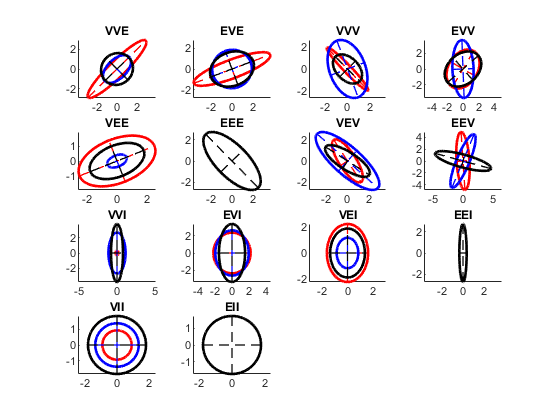 VVE EVE VVV EVV
2 2 2 2
0 0 0 0
-2 -2 -2 -2
-2 0 2 -2 0 2 -2 0 2 -4 -2 0 2 4
VEE EEE VEV EEV
1 2 2 4
0 0 0 2
-1 -2 -2 0
-2
-4
-2 0 2 -2 0 2 -2 0 2 -5 0 5
VVI EVI VEI EEI
2 2 2 2
0 0 0 0
-2 -2 -2 -2
-5 0 5 -4 -2 0 2 4 -2 0 2 -2 0 2
VII EII
1 1
0 0
-1 -1
-2 0 2 -2 0 2